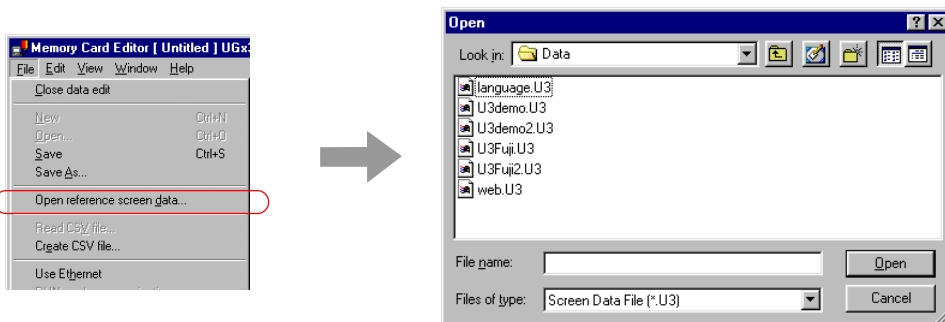 Memory Card Editor [ Untitled ] UGx3
File Edit View Window Help
Close data edit
New Ctrl+N
Open... Ctrl+O
Save Ctrl+S
Save As...
Open reference screen data...
Read CSV file...
Create CSV file...
Use Ethernet
Open
Look in: Data
language.U3
U3demo.U3
U3demo2.U3
U3Fuji.U3
U3Fuji2.U3
web.U3
File name:
Open
Files of type: Screen Data File (*.U3)
Cancel